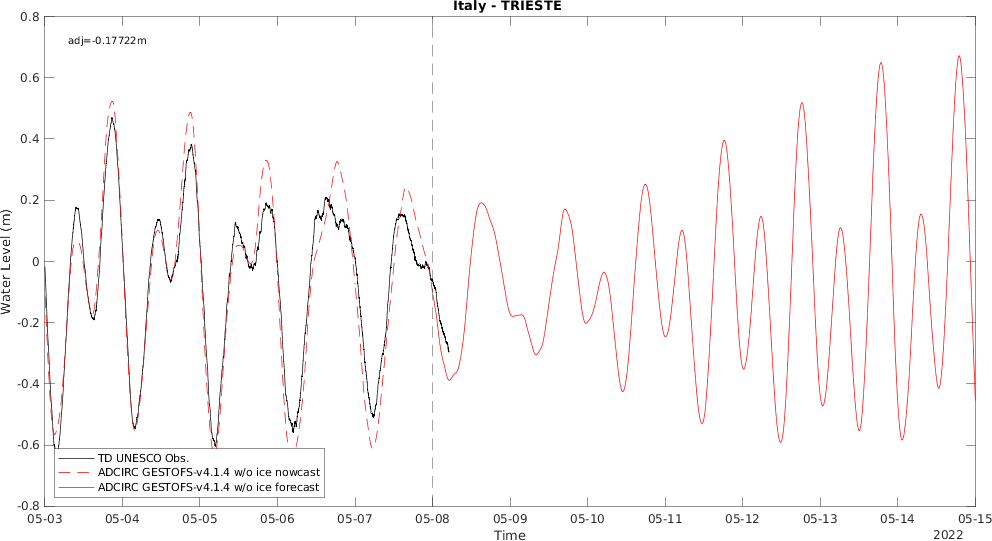 Italy - TRIESTE
adj=-0.17722m
0.8
0.6
0.4
0.2
0
-0.2
-0.4
-0.6
-0.8
Water Level (m)
TD UNESCO Obs.
ADCIRC GESTOFS-v4.1.4 w/o ice nowcast
ADCIRC GESTOFS-v4.1.4 w/o ice forecast
05-03 05-04 05-05 05-06 05-07 05-08 05-09 05-10 05-11 05-12 05-13 05-14 05-15
Time
2022